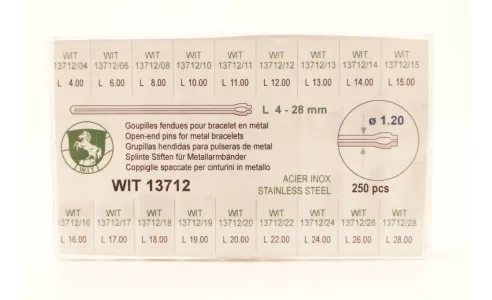 WIT WIT WIT WIT WIT WIT WIT WIT WIT
13712/04 13712/06 13712/08 13712/10 13712/11 13712/12 13712/13 13712/14 13712/15
L 4.00 L 6.00 L 8.00 L 10.00 L 11.00 L 12.00 L 13.00 L 14.00 L 15.00
L 4 - 28 mm
Goupilles fendues pour bracelet en métal
Open-end pins for metal bracelets
Grupillas hendidas para pulseras de metal
Splinte Stiften für Metallarmbänder
Coppiglie spaccate per cinturini in metallo
WIT
WIT 13712
ACIER INOX
STAINLESS STEEL
ø 1.20
250 pcs
WIT WIT WIT WIT WIT WIT WIT WIT WIT
13712/16 13712/17 13712/18 13712/19 13712/20 13712/22 13712/24 13712/26 13712/28
L 16.00 L 17.00 L 18.00 L 19.00 L 20.00 L 22.00 L 24.00 L 26.00 L 28.00